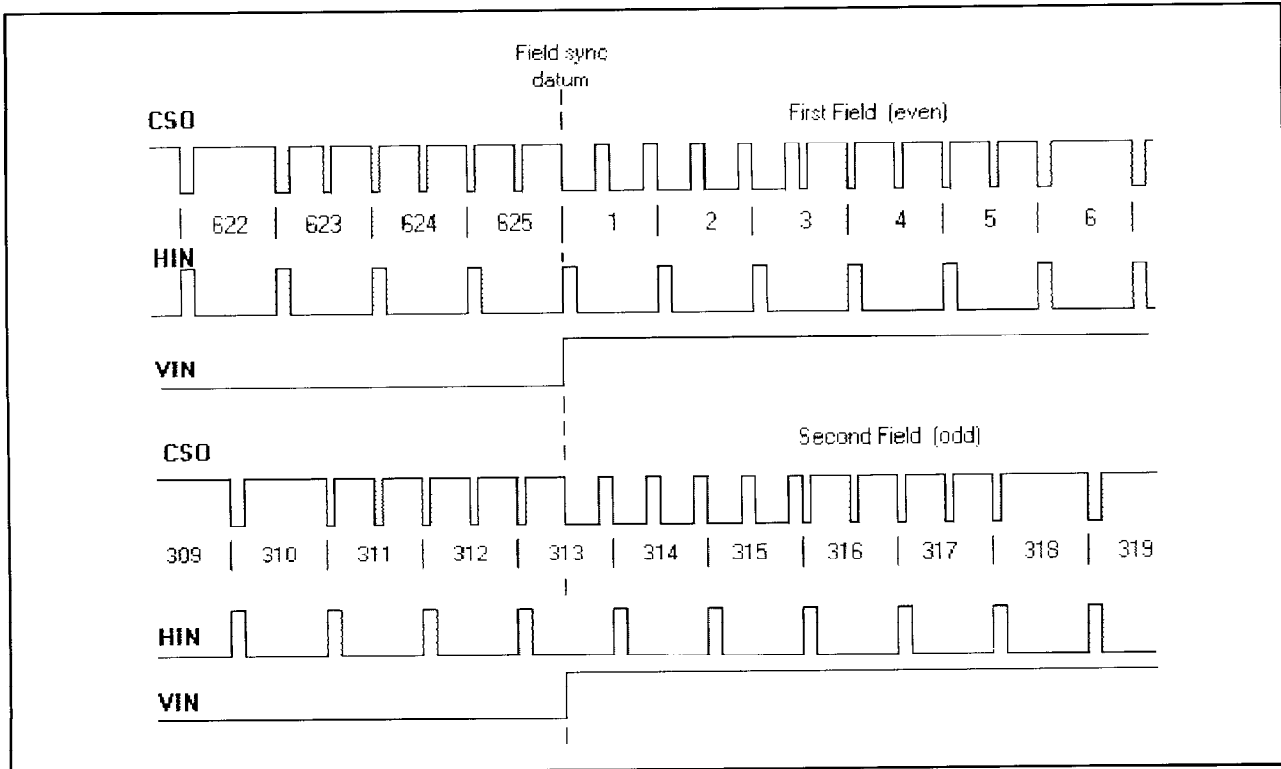 Field sync
datum
First Field (even)
CSO
622 623 624 625 1 2 3 4 5 6
HIN
VIN
Second Field (odd)
CSO
309 310 311 312 313 314 315 316 317 318 319
HIN
VIN